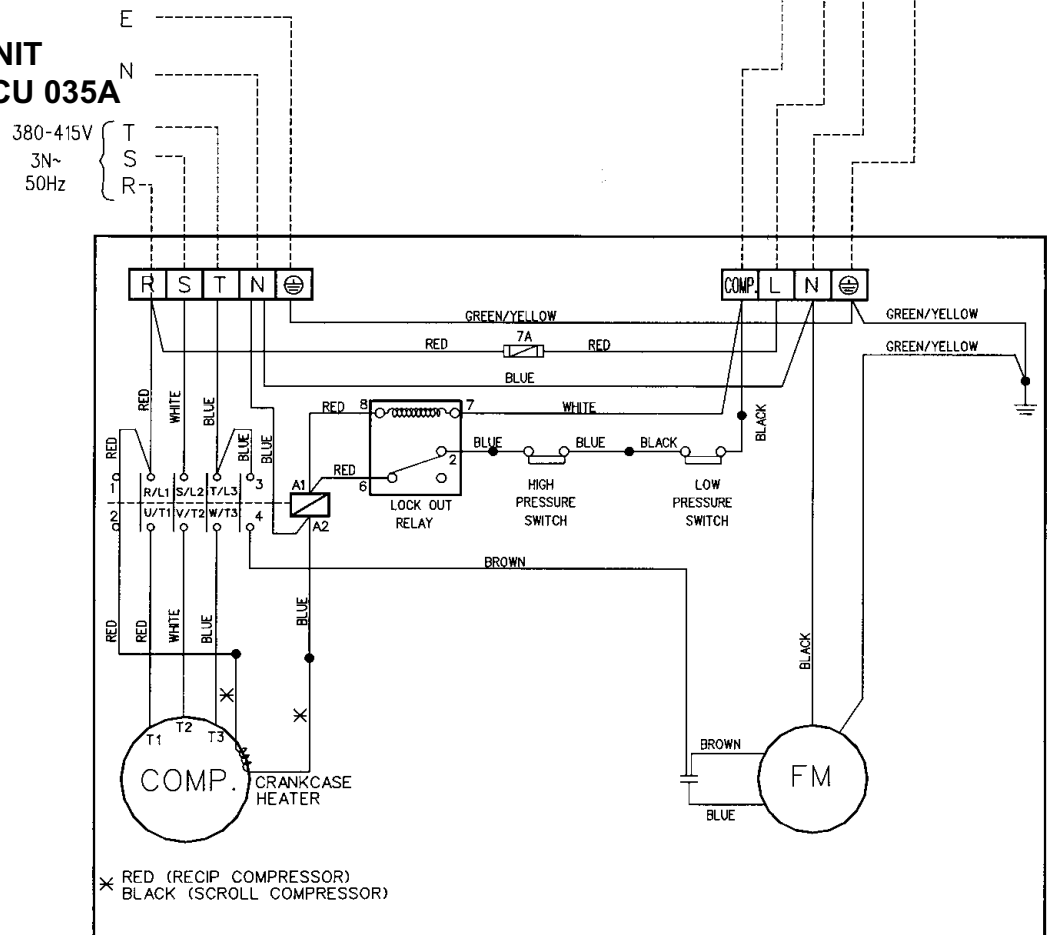 E
NIT
N
CU 035A
380-415V
T
3N~
S
50Hz
R
R S T N
COMP. L N
GREEN/YELLOW
GREEN/YELLOW
7A
RED
RED
GREEN/YELLOW
BLUE
RED
WHITE
BLUE
RED
8
7
WHITE
BLACK
RED
BLUE
BLUE
2
BLUE
BLUE
BLACK
RED
6
1
R/L1
S/L2
T/L3
3
A1
LOCK OUT
RELAY
HIGH
PRESSURE
SWITCH
LOW
PRESSURE
SWITCH
2
U/T1
V/T2
W/T3
4
A2
BROWN
RED
RED
WHITE
BLUE
BLUE
BLACK
T1
T2
T3
COMP.
CRANKCASE
HEATER
BROWN
FM
BLUE
RED (RECIP COMPRESSOR)
BLACK (SCROLL COMPRESSOR)